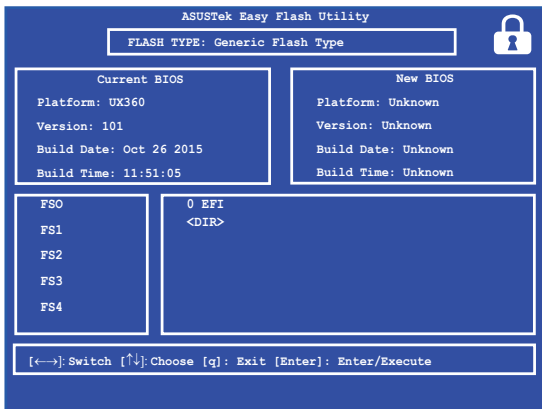 ASUSTek Easy Flash Utility
FLASH TYPE: Generic Flash Type
Current BIOS
Platform: UX360
Version: 101
Build Date: Oct 26 2015
Build Time: 11:51:05
New BIOS
Platform: Unknown
Version: Unknown
Build Date: Unknown
Build Time: Unknown
FSO
FS1
FS2
FS3
FS4
0 EFI
<DIR>
[←→]: Switch [↑↓]: Choose [q]: Exit [Enter]: Enter/Execute